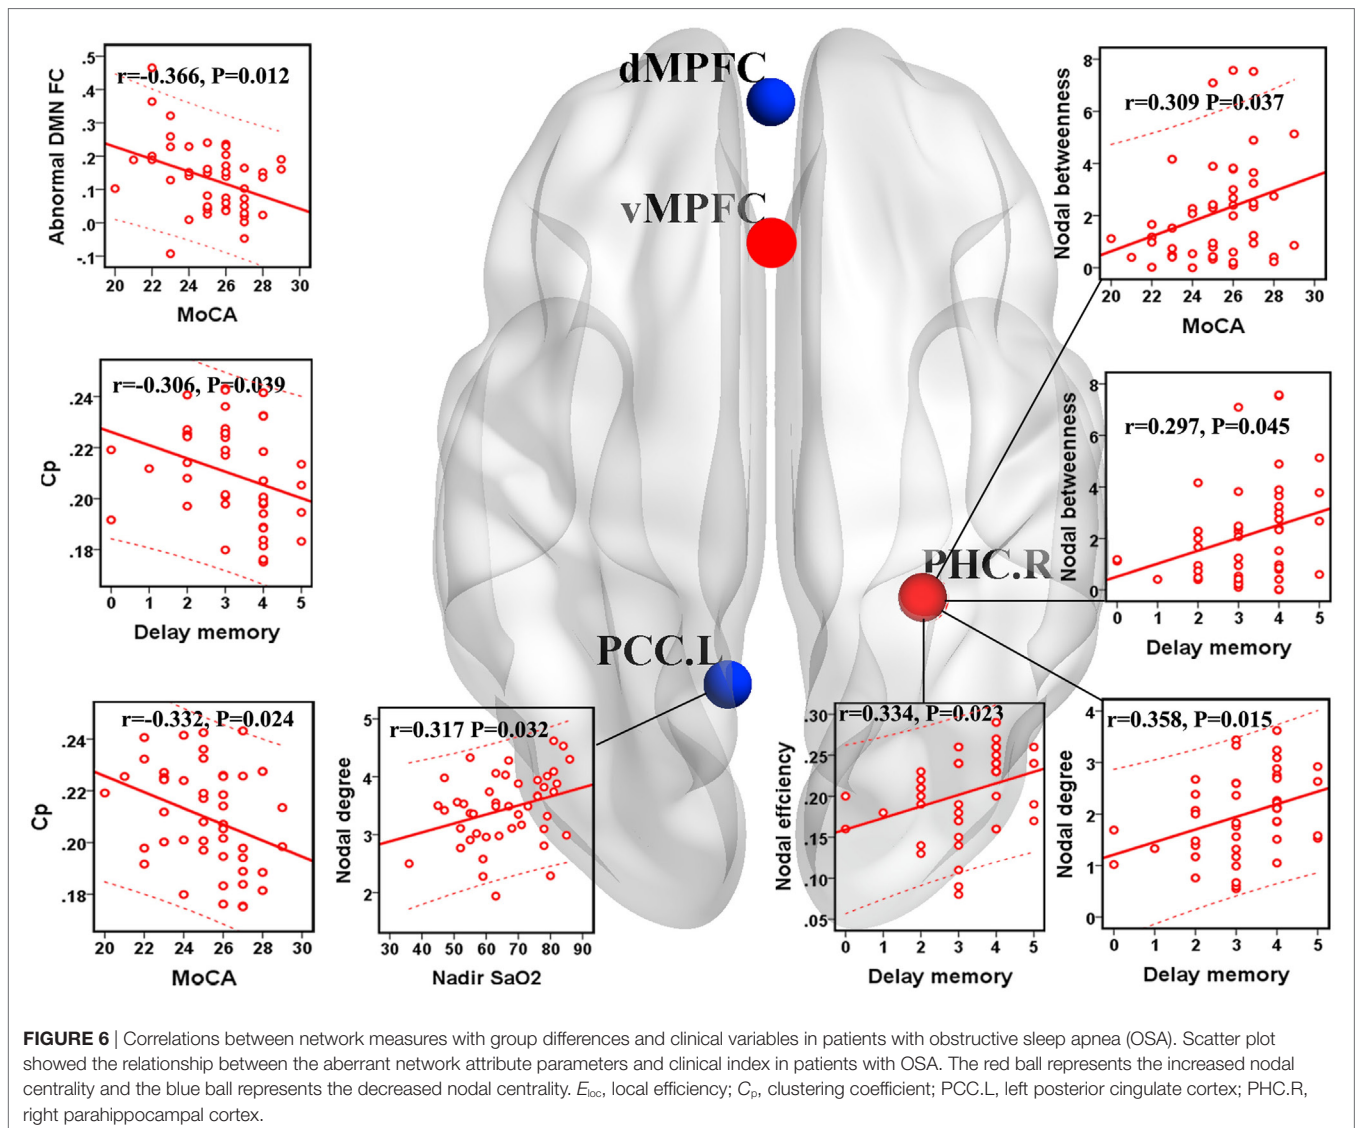 r=-0.366, P=0.012
.5
.4
.3
.2
.1
.0
-.1
Abnormal DMN FC
20 22 24 26 28 30
MoCA
r=-0.306, P=0.039
.24
.22
.20
.18
Cp
0 1 2 3 4 5
Delay memory
r=-0.332, P=0.024
.24
.22
.20
.18
Cp
20 22 24 26 28 30
MoCA
r=0.317 P=0.032
5
4
3
2
Nodal degree
30 40 50 60 70 80 90
Nadir SaO2
dMPFC
vMPFC
PHC.R
PCC.L
r=0.309 P=0.037
8
6
4
2
0
Nodal betweenness
20 22 24 26 28 30
MoCA
r=0.297, P=0.045
8
6
4
2
0
Nodal betweenness
0 1 2 3 4 5
Delay memory
r=0.334, P=0.023
.30
.25
.20
.15
.10
.05
Nodal effciency
0 1 2 3 4 5
Delay memory
r=0.358, P=0.015
4
3
2
1
0
Nodal degree
0 1 2 3 4 5
Delay memory
FIGURE 6 | Correlations between network measures with group differences and clinical variables in patients with obstructive sleep apnea (OSA). Scatter plot
showed the relationship between the aberrant network attribute parameters and clinical index in patients with OSA. The red ball represents the increased nodal
centrality and the blue ball represents the decreased nodal centrality. Eloc, local efficiency; Cp, clustering coefficient; PCC.L, left posterior cingulate cortex; PHC.R,
right parahippocampal cortex.